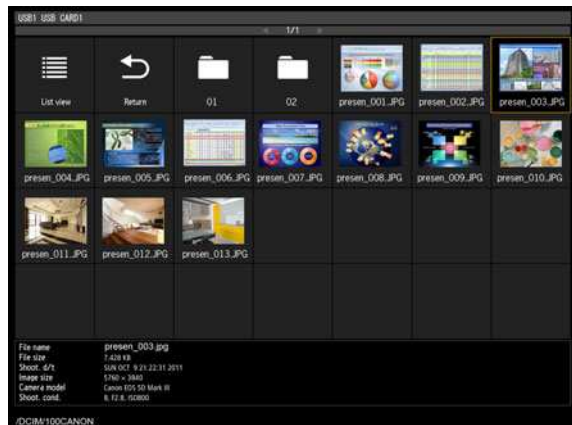 USB1 USB CARD1
1/1
List view Return 01 02 presen_001.JPG presen_002.JPG presen_003.JPG
presen_004.JPG presen_005.JPG presen_006.JPG presen_007.JPG presen_008.JPG presen_009.JPG presen_010.JPG
presen_011.JPG presen_012.JPG presen_013.JPG
File name presen_003.jpg
File size 7,428 KB
Shoot. d/t SUN OCT 9 21:22:31 2011
Image size 5760 × 3840
Camera model Canon EOS 5D Mark III
Shoot. cond. 8, F2.8, ISO800
/DCIM/100CANON